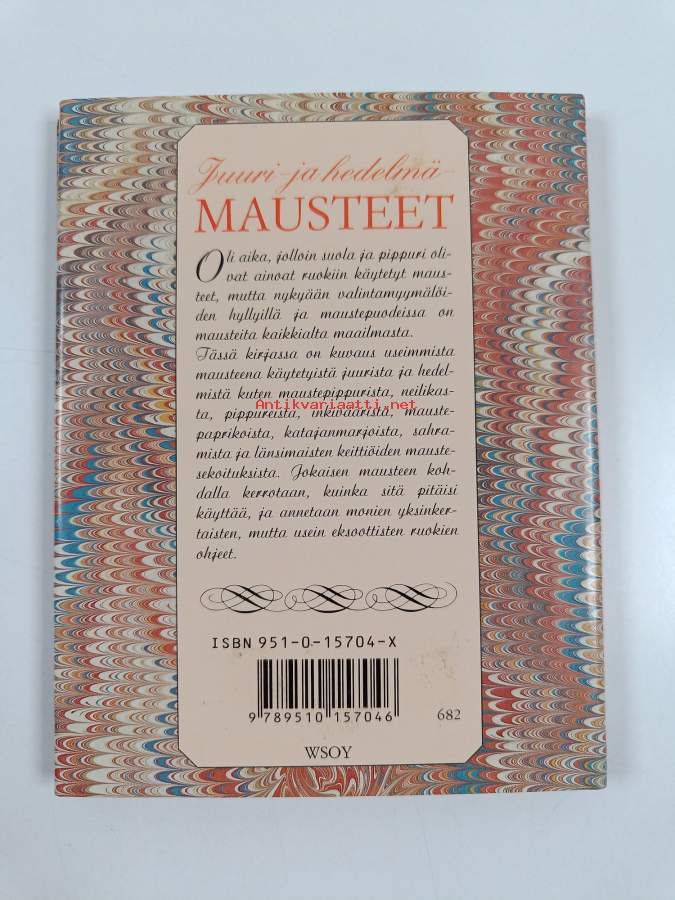 Juuri- ja hedelmä-
MAUSTEET
Oli aika, jolloin suola ja pippuri oli-
vat ainoat ruokiin käytetyt maus-
teet, mutta nykyään valintamyymälöi-
den hyllyillä ja maustepuodeissa on
mausteita kaikkialta maailmasta.
Tässä kirjassa on kuvaus useimmista
mausteena käytetyistä juurista ja hedel-
mistä kuten maustepippurista, neilikas-
Antikvariaatti.net
ta, pippureista, inkivääristä, mauste-
paprikoista, katajanmarjoista, sahra-
mista ja länsimaisten keittiöiden mauste-
sekoituksista. Jokaisen mausteen koh-
dalla kerrotaan, kuinka sitä pitäisi
käyttää, ja annetaan monien yksinker-
taisten, mutta usein eksoottisten ruokien
ohjeet.
ISBN 951-0-15704-X
9 789510 157046
682
WSOY